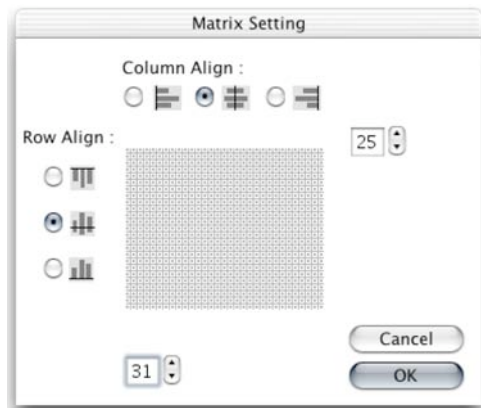 Matrix Setting
Column Align :
Row Align :
25
31
Cancel
OK